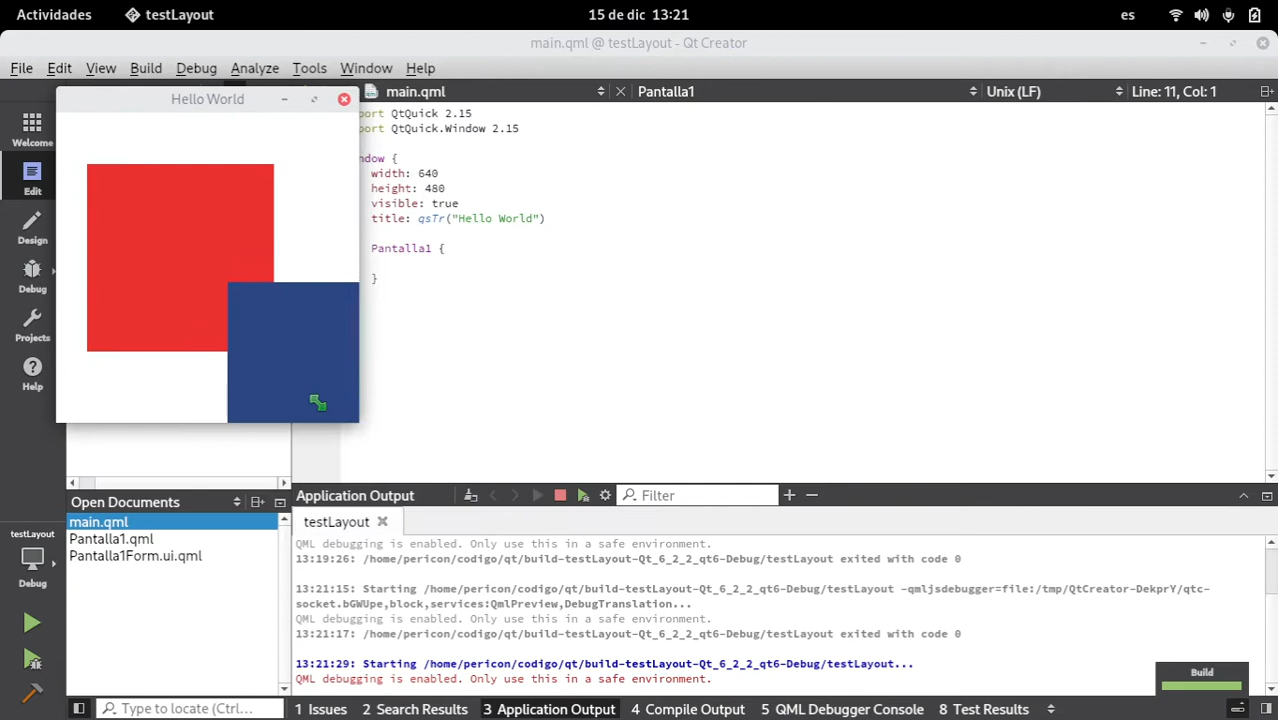 Actividades
testLayout
15 de dic 13:21
es
main.qml @ testLayout - Qt Creator
File Edit View Build Debug Analyze Tools Window Help
Hello World
main.qml
Pantalla1
Unix (LF)
Line: 11, Col: 1
Welcome
Edit
Design
Debug
Projects
Help
port QtQuick 2.15
port QtQuick.Window 2.15
ndow {
width: 640
height: 480
visible: true
title: qsTr("Hello World")
Pantalla1 {
}
Open Documents
main.qml
Pantalla1.qml
Pantalla1Form.ui.qml
testLayout
Debug
Application Output
Filter
testLayout
QML debugging is enabled. Only use this in a safe environment.
13:19:26: /home/pericon/codigo/qt/build-testLayout-Qt_6_2_2_qt6-Debug/testLayout exited with code 0
13:21:15: Starting /home/pericon/codigo/qt/build-testLayout-Qt_6_2_2_qt6-Debug/testLayout -qmljsdebugger=file:/tmp/QtCreator-DekprY/qtc-
socket.bGWUpe,block,services:QmlPreview,DebugTranslation...
QML debugging is enabled. Only use this in a safe environment.
13:21:17: /home/pericon/codigo/qt/build-testLayout-Qt_6_2_2_qt6-Debug/testLayout exited with code 0
13:21:29: Starting /home/pericon/codigo/qt/build-testLayout-Qt_6_2_2_qt6-Debug/testLayout...
QML debugging is enabled. Only use this in a safe environment.
Build
Type to locate (Ctrl...
1 Issues
2 Search Results
3 Application Output
4 Compile Output
5 QML Debugger Console
8 Test Results